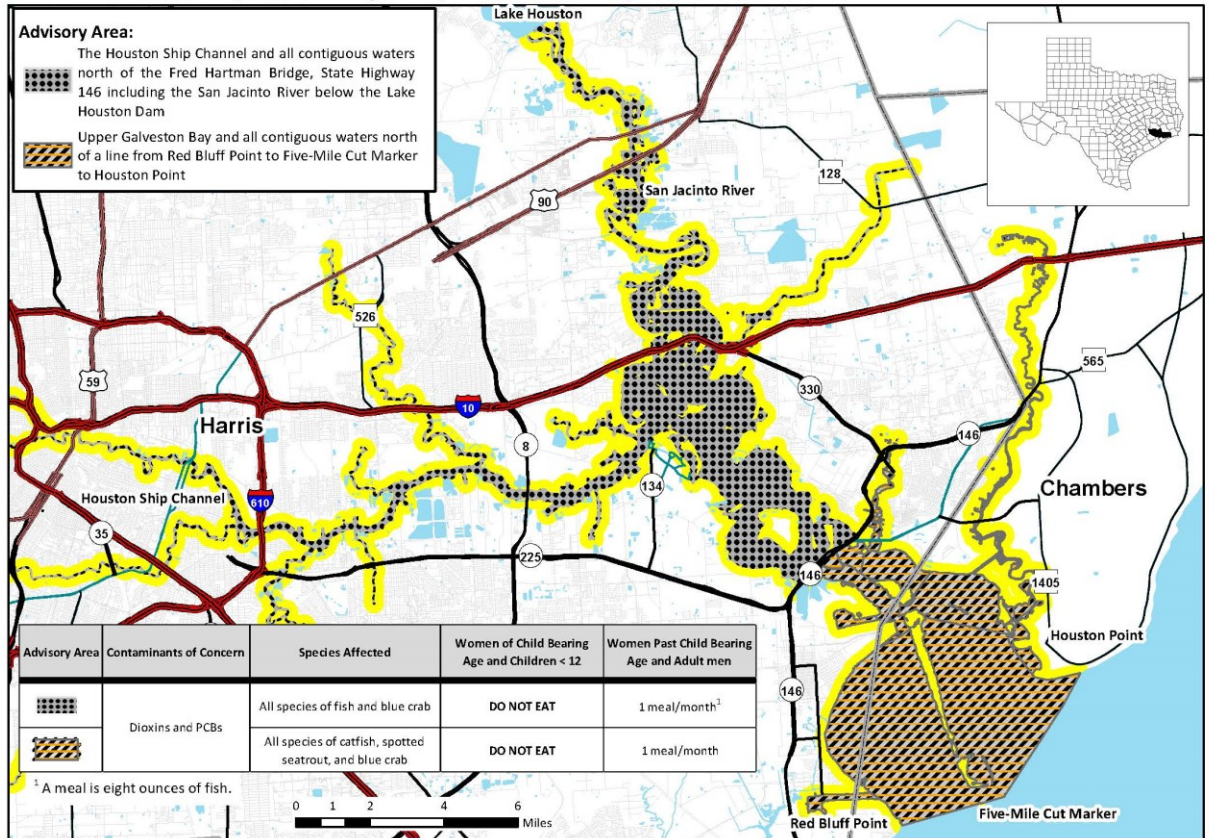 Lake Houston
Advisory Area:
The Houston Ship Channel and all contiguous waters
north of the Fred Hartman Bridge, State Highway
146 including the San Jacinto River below the Lake
Houston Dam
Upper Galveston Bay and all contiguous waters north
of a line from Red Bluff Point to Five-Mile Cut Marker
to Houston Point
128
San Jacinto River
90
526
565
59
330
10
Harris
146
8
Chambers
134
Houston Ship Channel
610
35
225
146
1405
Houston Point
Advisory Area
Contaminants of Concern
Species Affected
Women of Child Bearing
Age and Children < 12
Women Past Child Bearing
Age and Adult men
All species of fish and blue crab
DO NOT EAT
1 meal/month¹
Dioxins and PCBs
All species of catfish, spotted
seatrout, and blue crab
DO NOT EAT
1 meal/month
146
¹ A meal is eight ounces of fish.
0 1 2 4 6
Miles
Red Bluff Point
Five-Mile Cut Marker